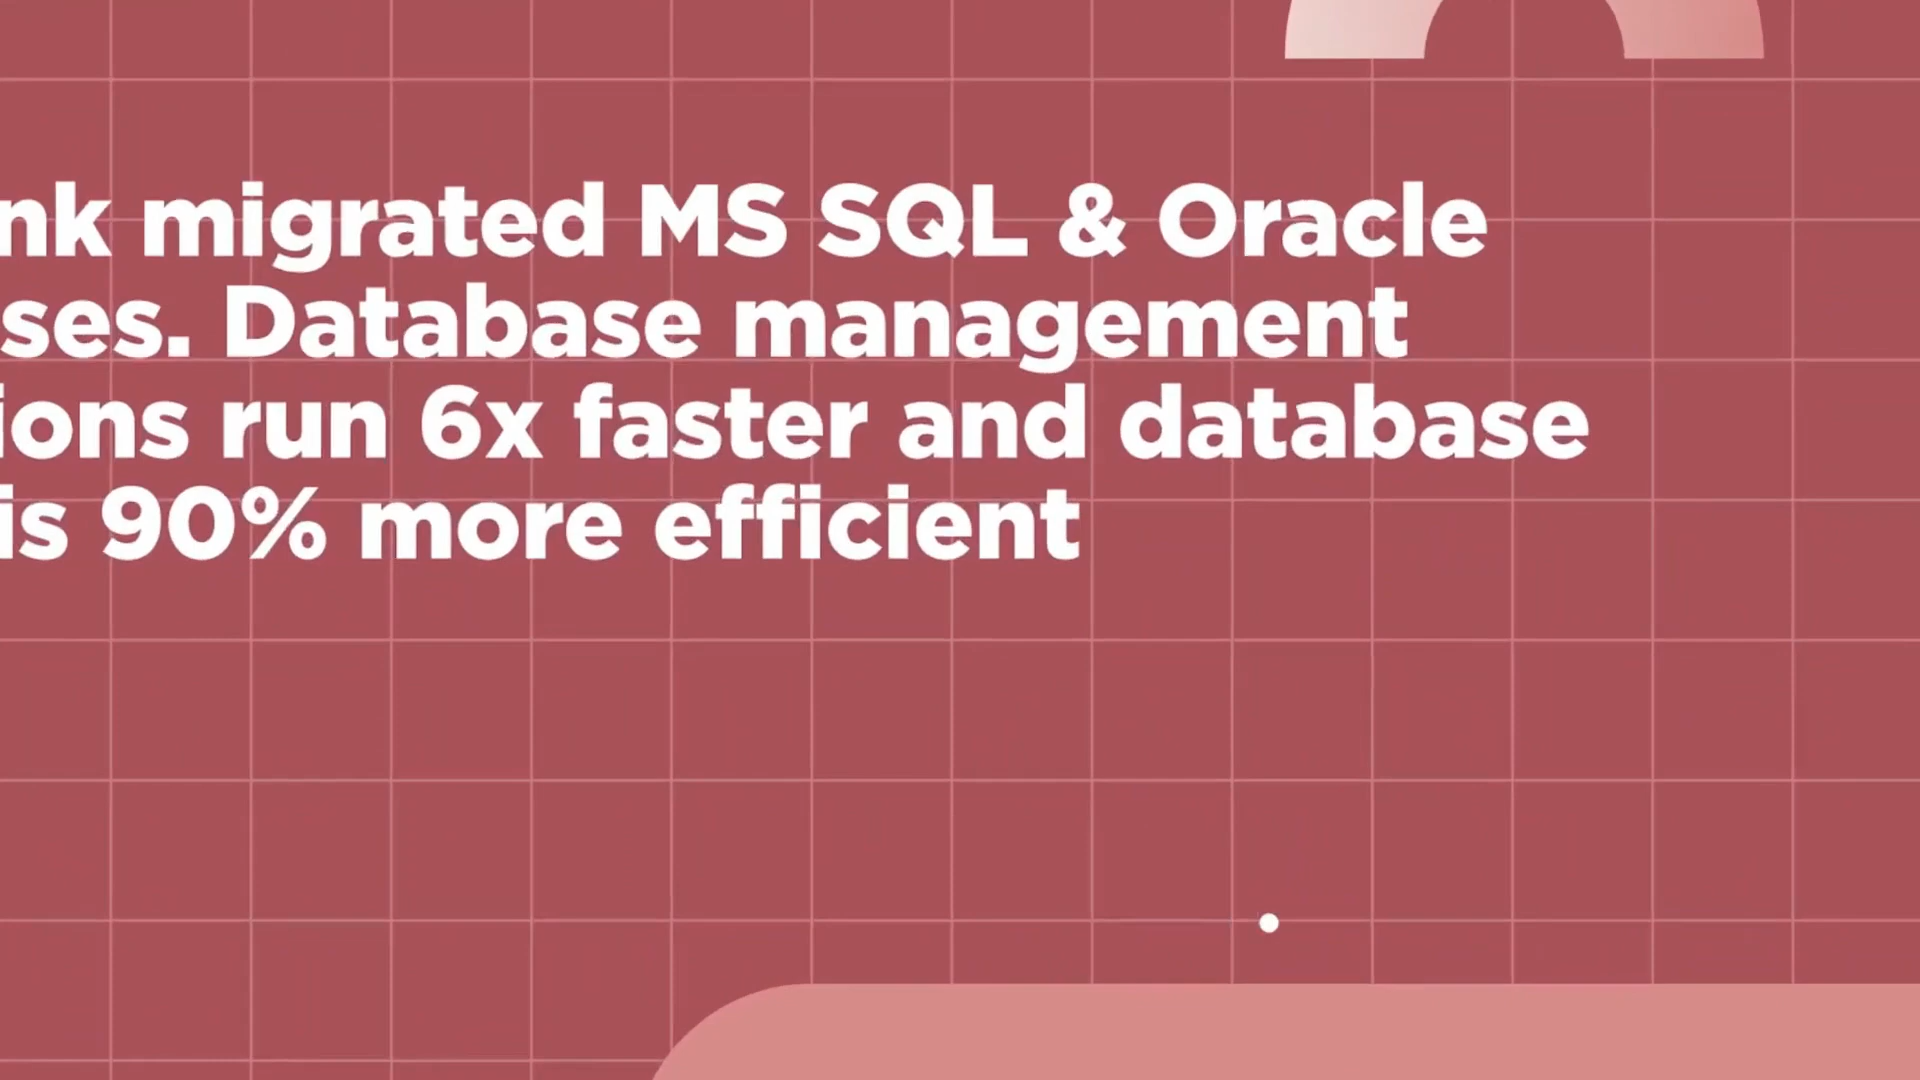 nk migrated MS SQL & Oracle
ses. Database management
ions run 6x faster and database
is 90% more efficient